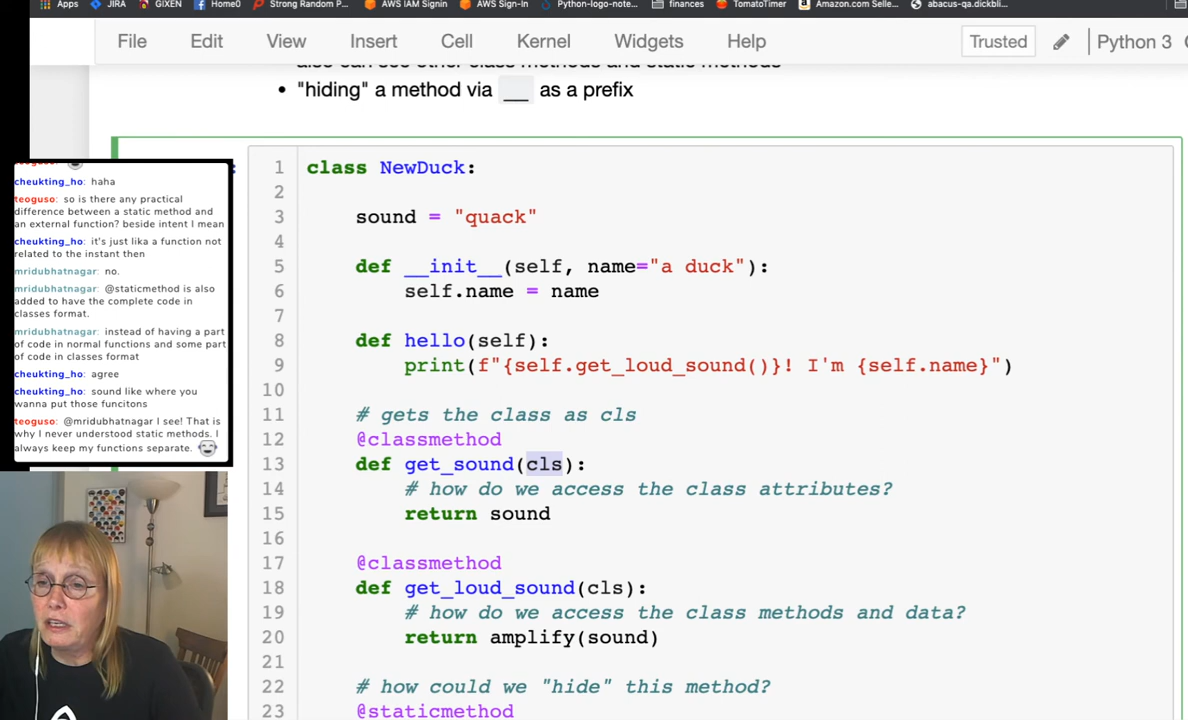 Apps
JIRA
GIXEN
Home0
Strong Random P...
AWS IAM Signin
AWS Sign-In
Python-logo-note...
finances
TomatoTimer
Amazon.com Selle...
abacus-qa.dickbli...
File
Edit
View
Insert
Cell
Kernel
Widgets
Help
Trusted
Python 3
also can see other class methods and static methods
• "hiding" a method via __ as a prefix
cheukting_ho: haha
teoguso: so is there any practical
difference between a static method and
an external function? beside intent I mean
cheukting_ho: it's just lika a function not
related to the instant then
mridubhatnagar: no.
mridubhatnagar: @staticmethod is also
added to have the complete code in
classes format.
mridubhatnagar: instead of having a part
of code in normal functions and some part
of code in classes format
cheukting_ho: agree
cheukting_ho: sound like where you
wanna put those funcitons
teoguso: @mridubhatnagar I see! That is
why I never understood static methods. I
always keep my functions separate.
1 class NewDuck:
2
3 sound = "quack"
4
5 def __init__(self, name="a duck"):
6 self.name = name
7
8 def hello(self):
9 print(f"{self.get_loud_sound()}! I'm {self.name}")
10
11 # gets the class as cls
12 @classmethod
13 def get_sound(cls):
14 # how do we access the class attributes?
15 return sound
16
17 @classmethod
18 def get_loud_sound(cls):
19 # how do we access the class methods and data?
20 return amplify(sound)
21
22 # how could we "hide" this method?
23 @staticmethod